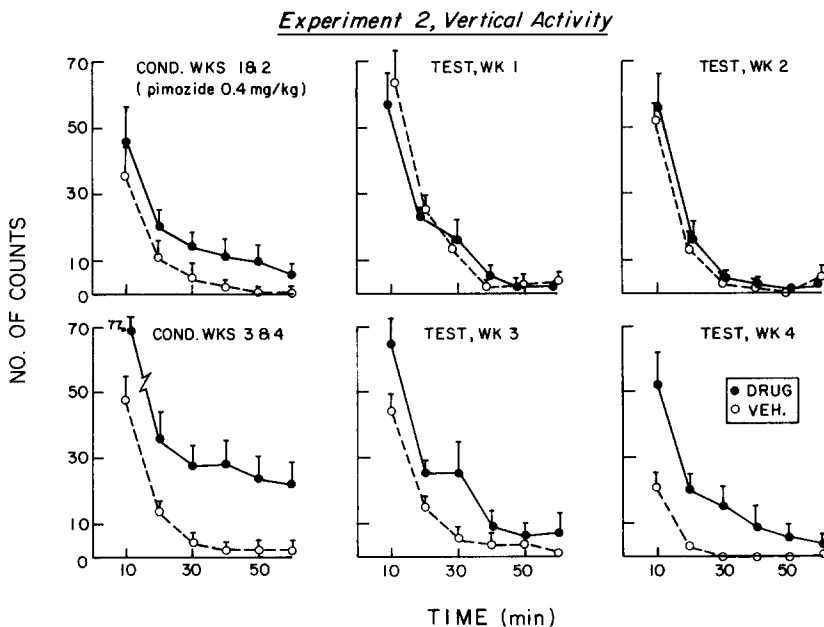 Experiment 2, Vertical Activity
COND. WKS 1&2
(pimozide 0.4 mg/kg)
TEST, WK 1
TEST, WK 2
70
50
30
10
0
NO. OF COUNTS
COND. WKS 3 & 4
TEST, WK 3
TEST, WK 4
77
70
50
30
10
0
DRUG
VEH.
10 30 50
10 30 50
10 30 50
TIME (min)